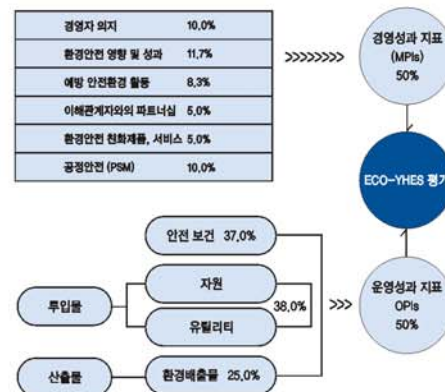 경영자 의지 10.0%
환경안전 영향 및 성과 11.7%
예방 안전환경 활동 8.3%
이해관계자와의 파트너십 5.0%
환경안전 친화제품, 서비스 5.0%
공정안전 (PSM) 10.0%
>>>>>>>>
경영성과 지표
(MPIs)
50%
ECO-YHES 평가
안전 보건 37.0%
투입물
자원
유틸리티
38.0%
>>>
운영성과 지표
OPIs
50%
산출물
환경배출물 25.0%